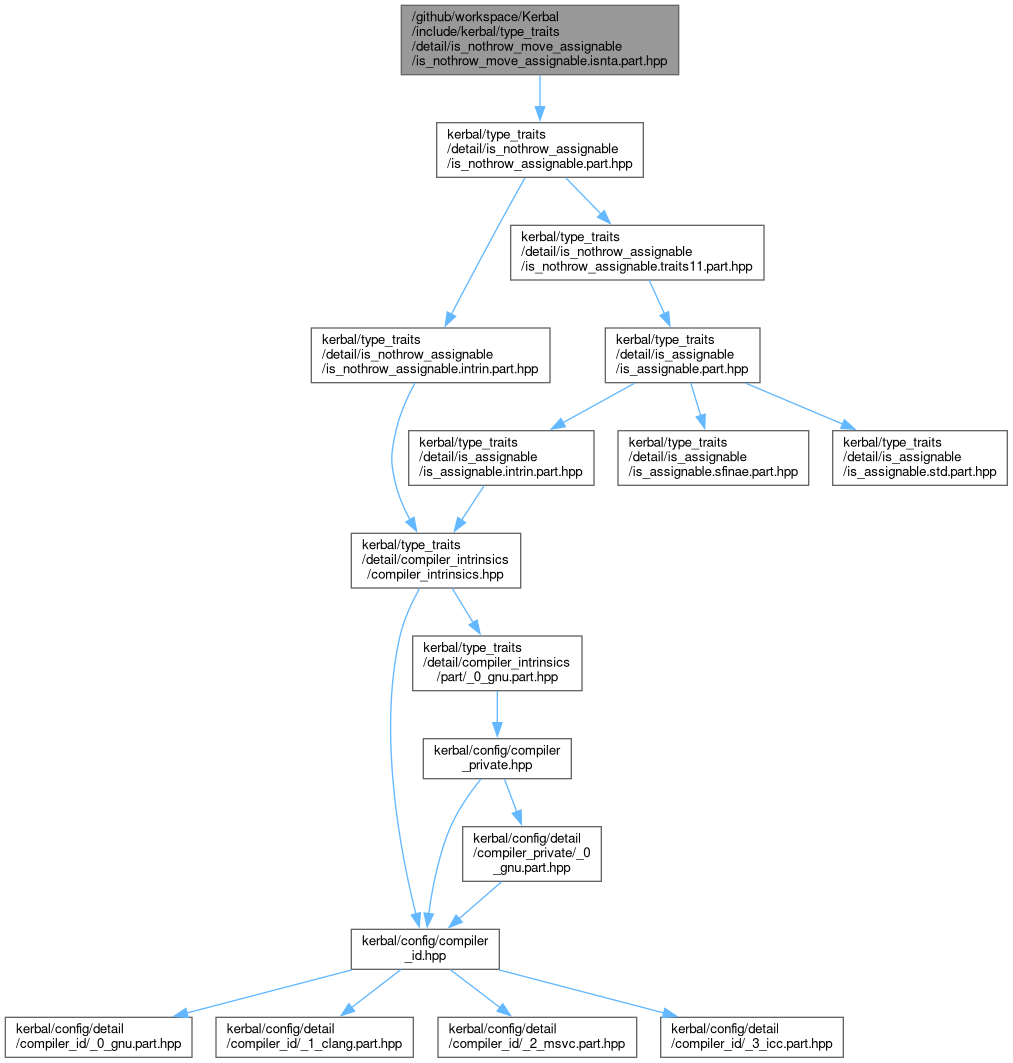 /github/workspace/Kerbal
/include/kerbal/type_traits
/detail/is_nothrow_move_assignable
/is_nothrow_move_assignable.isnta.part.hpp
kerbal/type_traits
/detail/is_nothrow_assignable
/is_nothrow_assignable.part.hpp
kerbal/type_traits
/detail/is_nothrow_assignable
/is_nothrow_assignable.traits11.part.hpp
kerbal/type_traits
/detail/is_nothrow_assignable
/is_nothrow_assignable.intrin.part.hpp
kerbal/type_traits
/detail/is_assignable
/is_assignable.part.hpp
kerbal/type_traits
/detail/is_assignable
/is_assignable.intrin.part.hpp
kerbal/type_traits
/detail/is_assignable
/is_assignable.sfinae.part.hpp
kerbal/type_traits
/detail/is_assignable
/is_assignable.std.part.hpp
kerbal/type_traits
/detail/compiler_intrinsics
/compiler_intrinsics.hpp
kerbal/type_traits
/detail/compiler_intrinsics
/part/_0_gnu.part.hpp
kerbal/config/compiler
_private.hpp
kerbal/config/detail
/compiler_private/_0
_gnu.part.hpp
kerbal/config/compiler
_id.hpp
kerbal/config/detail
/compiler_id/_0_gnu.part.hpp
kerbal/config/detail
/compiler_id/_1_clang.part.hpp
kerbal/config/detail
/compiler_id/_2_msvc.part.hpp
kerbal/config/detail
/compiler_id/_3_icc.part.hpp